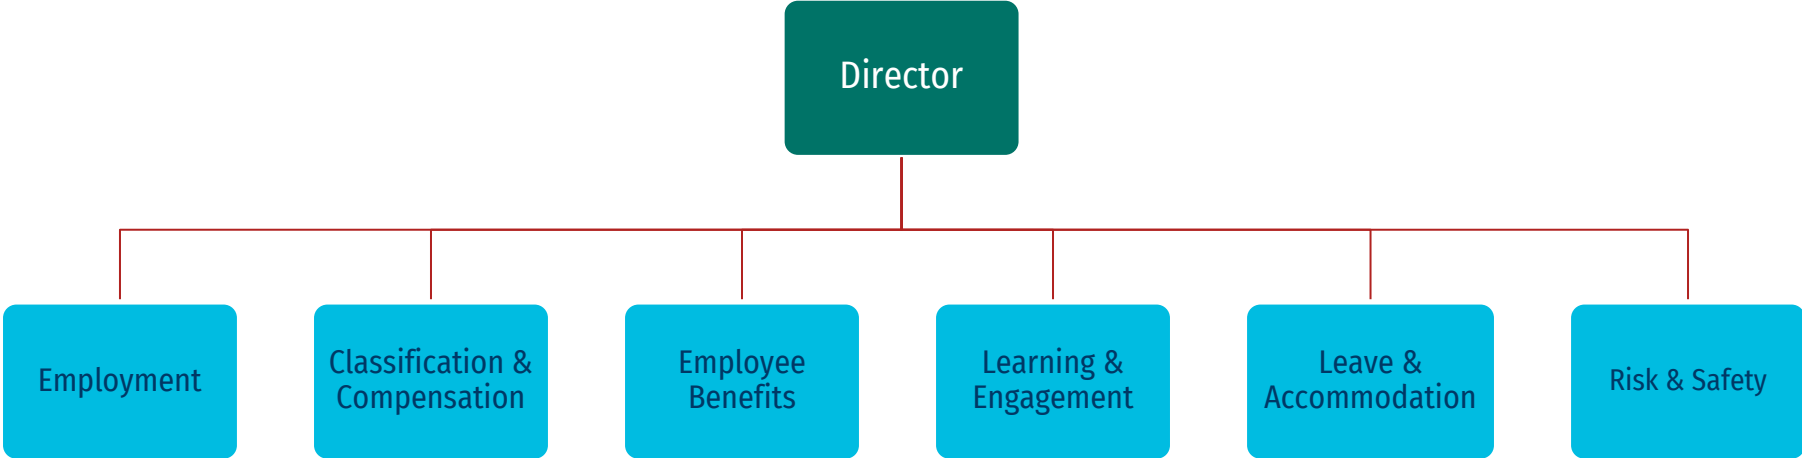 Director
Employment
Classification &
Compensation
Employee
Benefits
Learning &
Engagement
Leave &
Accommodation
Risk & Safety